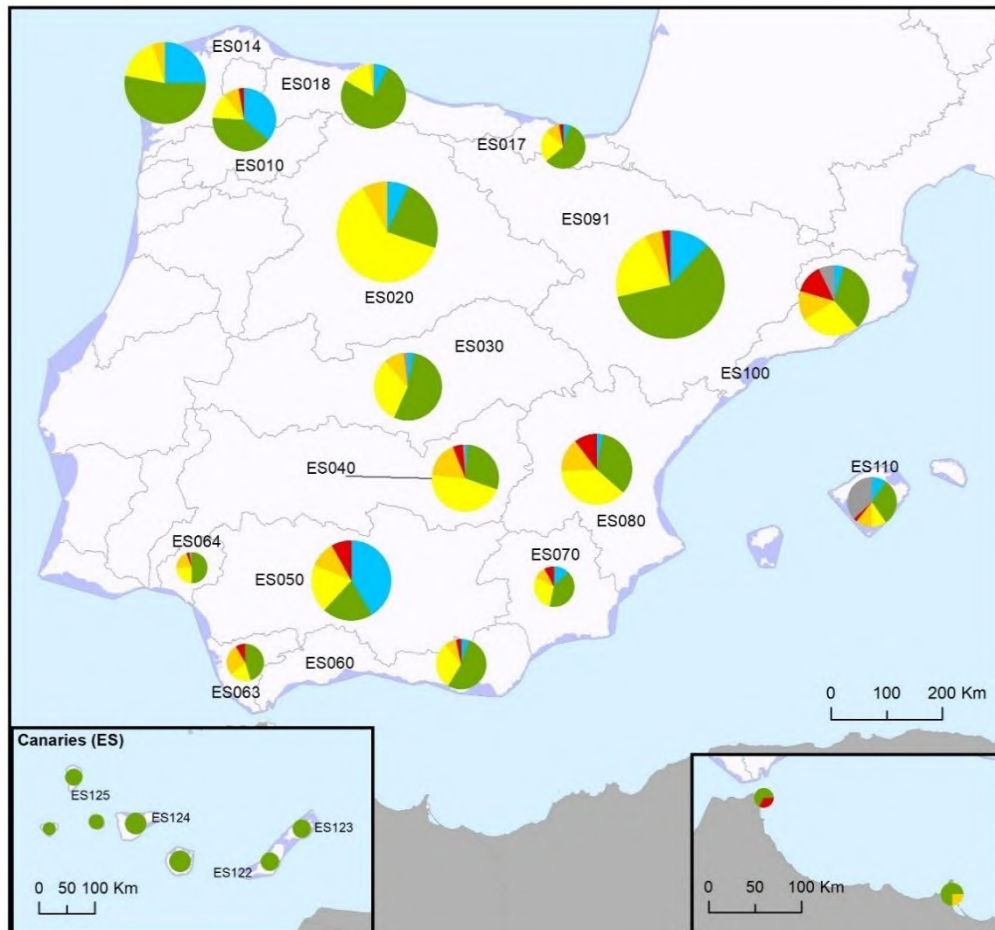 ES014
ES018
ES010
ES017
ES091
ES020
ES030
ES100
ES040
ES110
ES080
ES064
ES070
ES050
ES060
ES063
0 100 200 Km
Canaries (ES)
ES125
ES124
ES123
ES122
0 50 100 Km
0 50 100 Km